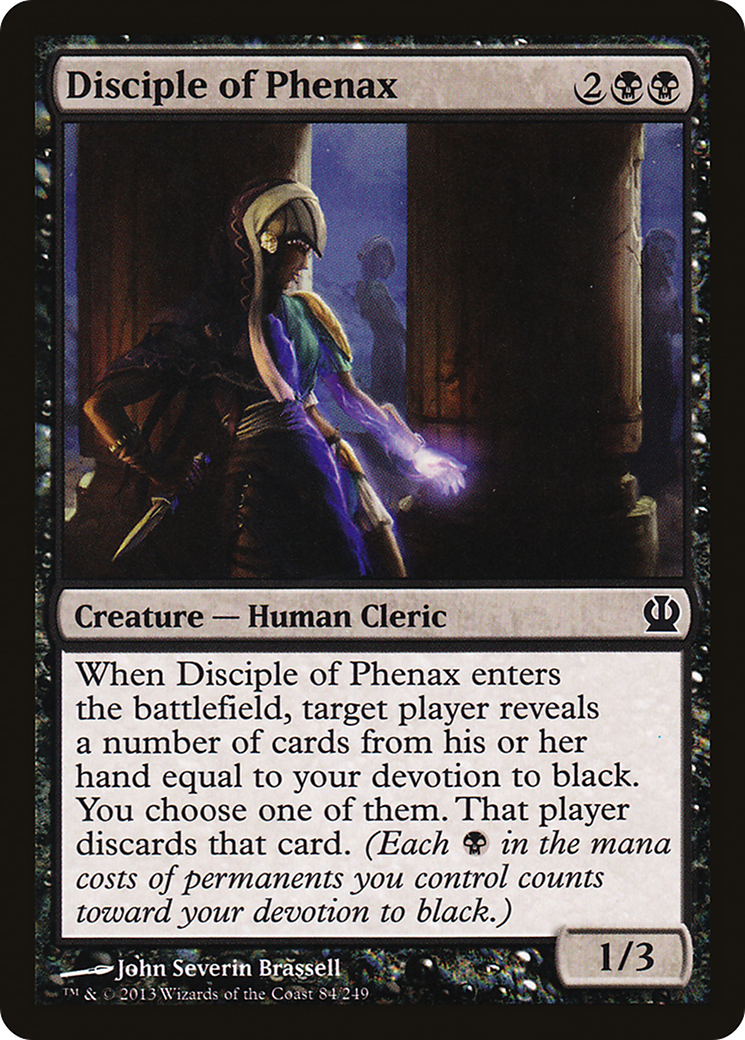 Disciple of Phenax 2
Creature — Human Cleric
When Disciple of Phenax enters
the battlefield, target player reveals
a number of cards from his or her
hand equal to your devotion to black.
You choose one of them. That player
discards that card. (Each in the mana
costs of permanents you control counts
toward your devotion to black.)
1/3
John Severin Brassell
™ & © 2013 Wizards of the Coast 84/249